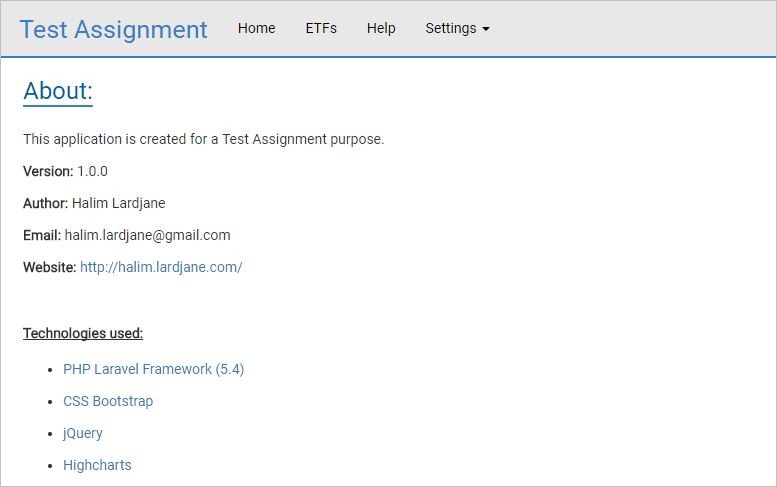 Test Assignment Home ETFs Help Settings
About:
This application is created for a Test Assignment purpose.
Version: 1.0.0
Author: Halim Lardjane
Email: halim.lardjane@gmail.com
Website: http://halim.lardjane.com/
Technologies used:
PHP Laravel Framework (5.4)
CSS Bootstrap
jQuery
Highcharts